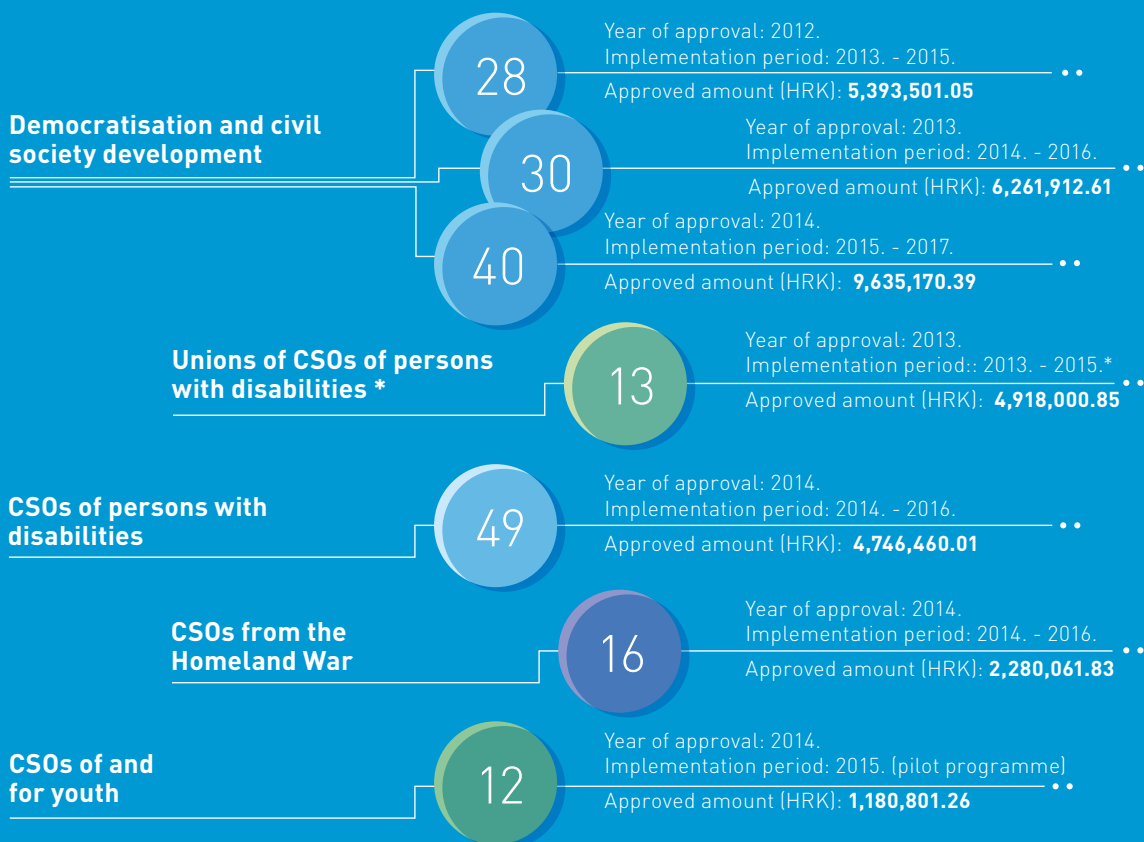 Democratisation and civil
society development
28
Year of approval: 2012.
Implementation period: 2013. - 2015.
Approved amount (HRK): 5,393,501.05
30
Year of approval: 2013.
Implementation period: 2014. - 2016.
Approved amount (HRK): 6,261,912.61
40
Year of approval: 2014.
Implementation period: 2015. - 2017.
Approved amount (HRK): 9,635,170.39
Unions of CSOs of persons
with disabilities *
13
Year of approval: 2013.
Implementation period:: 2013. - 2015.*
Approved amount (HRK): 4,918,000.85
CSOs of persons with
disabilities
49
Year of approval: 2014.
Implementation period: 2014. - 2016.
Approved amount (HRK): 4,746,460.01
CSOs from the
Homeland War
16
Year of approval: 2014.
Implementation period: 2014. - 2016.
Approved amount (HRK): 2,280,061.83
CSOs of and
for youth
12
Year of approval: 2014.
Implementation period: 2015. (pilot programme)
Approved amount (HRK): 1,180,801.26